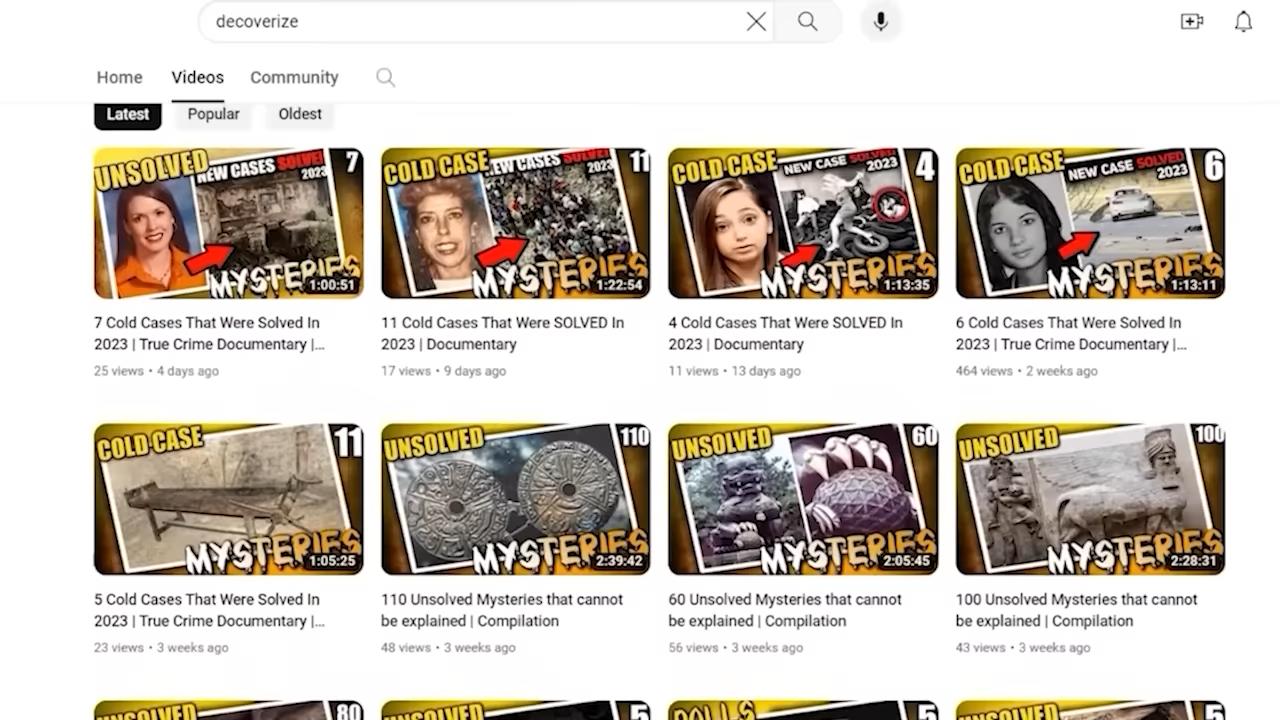 decoverize
Home Videos Community
Latest Popular Oldest
UNSOLVED
NEW CASES SOLVE
2023
7
MYSTERIES
1:00:51
COLD CASE
EW CASES SOLVE
2023
11
MYSTERIES
1:22:54
COLD CASE
NEW CASE SOLVE
2023
4
MYSTERIES
1:13:35
COLD CASE
NEW CASE SOLVED
2023
6
MYSTERIES
1:13:11
7 Cold Cases That Were Solved In
2023 | True Crime Documentary |...
25 views • 4 days ago
11 Cold Cases That Were SOLVED In
2023 | Documentary
17 views • 9 days ago
4 Cold Cases That Were SOLVED In
2023 | Documentary
11 views • 13 days ago
6 Cold Cases That Were Solved In
2023 | True Crime Documentary |...
464 views • 2 weeks ago
COLD CASE
11
MYSTERIES
1:05:25
UNSOLVED
110
MYSTERIES
2:39:42
UNSOLVED
60
MYSTERIES
2:05:45
UNSOLVED
100
MYSTERIES
2:28:31
5 Cold Cases That Were Solved In
2023 | True Crime Documentary |...
23 views • 3 weeks ago
110 Unsolved Mysteries that cannot
be explained | Compilation
48 views • 3 weeks ago
60 Unsolved Mysteries that cannot
be explained | Compilation
56 views • 3 weeks ago
100 Unsolved Mysteries that cannot
be explained | Compilation
43 views • 3 weeks ago
UNSOLVED
80
UNSOLVED
5
DOLLS
5
UNSOLVED
5